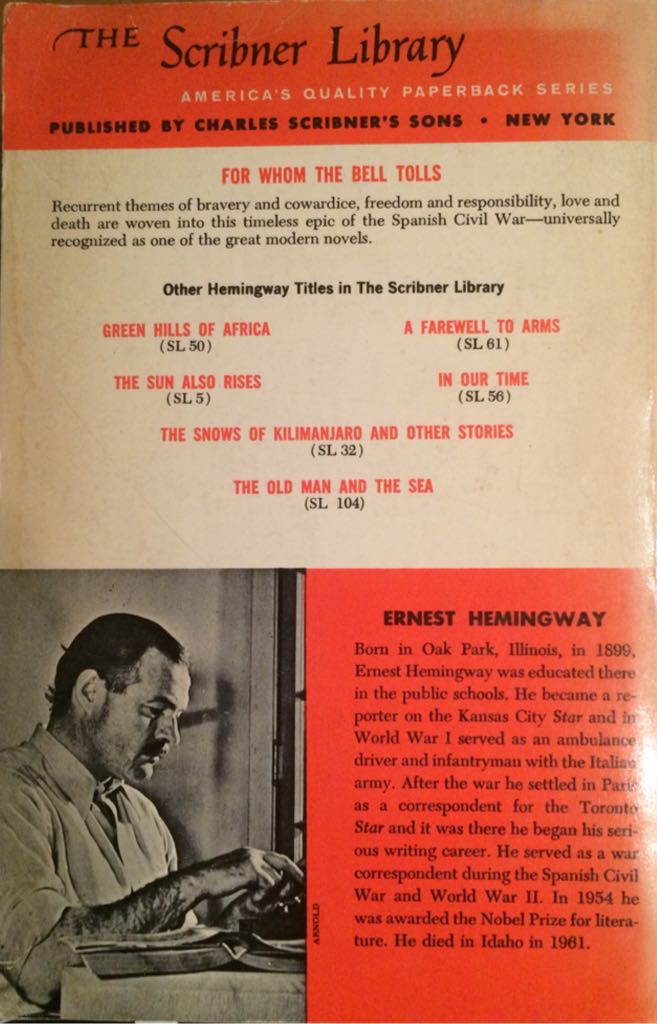 THE Scribner Library
AMERICA'S QUALITY PAPERBACK SERIES
PUBLISHED BY CHARLES SCRIBNER'S SONS • NEW YORK
FOR WHOM THE BELL TOLLS
Recurrent themes of bravery and cowardice, freedom and responsibility, love and
death are woven into this timeless epic of the Spanish Civil War—universally
recognized as one of the great modern novels.
Other Hemingway Titles in The Scribner Library
GREEN HILLS OF AFRICA
(SL 50)
A FAREWELL TO ARMS
(SL 61)
THE SUN ALSO RISES
(SL 5)
IN OUR TIME
(SL 56)
THE SNOWS OF KILIMANJARO AND OTHER STORIES
(SL 32)
THE OLD MAN AND THE SEA
(SL 104)
ARNOLD
ERNEST HEMINGWAY
Born in Oak Park, Illinois, in 1899,
Ernest Hemingway was educated there
in the public schools. He became a re-
porter on the Kansas City Star and in
World War I served as an ambulance
driver and infantryman with the Italian
army. After the war he settled in Paris
as a correspondent for the Toronto
Star and it was there he began his seri-
ous writing career. He served as a war
correspondent during the Spanish Civil
War and World War II. In 1954 he
was awarded the Nobel Prize for litera-
ture. He died in Idaho in 1961.